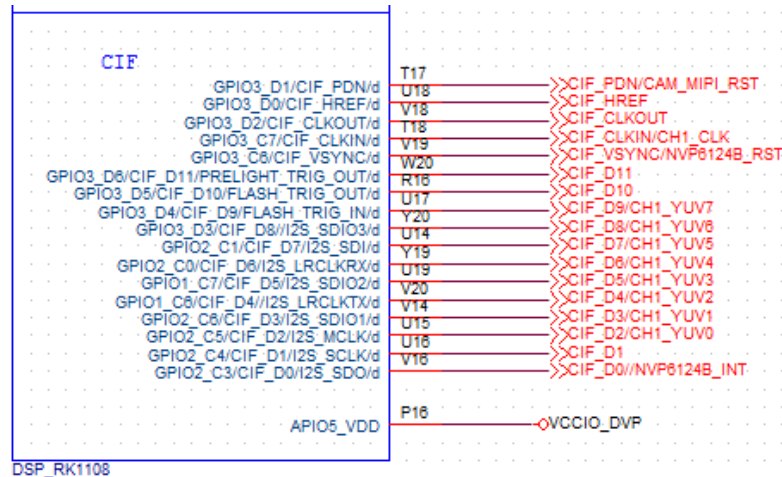 CIF
GPIO3_D1/CIF_PDN/d T17 CIF_PDN/CAM_MIPI_RST
GPIO3_D0/CIF_HREF/d U18 CIF_HREF
GPIO3_D2/CIF_CLKOUT/d V18 CIF_CLKOUT
GPIO3_C7/CIF_CLKIN/d T18 CIF_CLKIN/CH1_CLK
GPIO3_C6/CIF_VSYNC/d V19 CIF_VSYNC/NVP6124B_RST
GPIO3_D6/CIF_D11/PRELIGHT_TRIG_OUT/d W20 CIF_D11
GPIO3_D5/CIF_D10/FLASH_TRIG_OUT/d R16 CIF_D10
GPIO3_D4/CIF_D9/FLASH_TRIG_IN/d U17 CIF_D9/CH1_YUV7
GPIO3_D3/CIF_D8//I2S_SDIO3/d Y20 CIF_D8/CH1_YUV6
GPIO2_C1/CIF_D7/I2S_SDI/d U14 CIF_D7/CH1_YUV5
GPIO2_C0/CIF_D6/I2S_LRCLKRX/d Y19 CIF_D6/CH1_YUV4
GPIO1_C7/CIF_D5/I2S_SDIO2/d U19 CIF_D5/CH1_YUV3
GPIO1_C6/CIF_D4//I2S_LRCLKTX/d V20 CIF_D4/CH1_YUV2
GPIO2_C6/CIF_D3/I2S_SDIO1/d V14 CIF_D3/CH1_YUV1
GPIO2_C5/CIF_D2/I2S_MCLK/d U15 CIF_D2/CH1_YUV0
GPIO2_C4/CIF_D1/I2S_SCLK/d U16 CIF_D1
GPIO2_C3/CIF_D0/I2S_SDO/d V16 CIF_D0//NVP6124B_INT
APIO5_VDD P16 VCCIO_DVP
DSP_RK1108